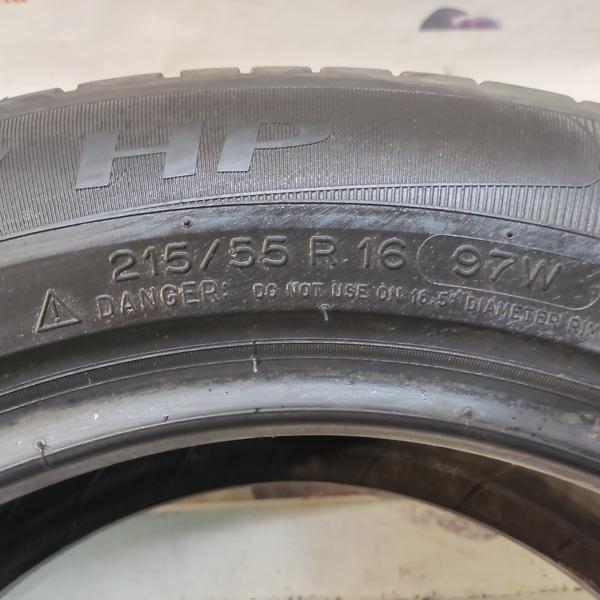 HP
215/55 R 16 97W
DANGER: DO NOT USE ON 16.5" DIAMETER RIM